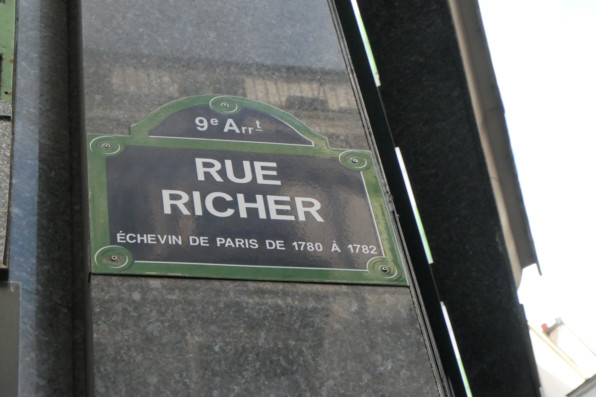 9e Arrt
RUE
RICHER
ÉCHEVIN DE PARIS DE 1780 À 1782